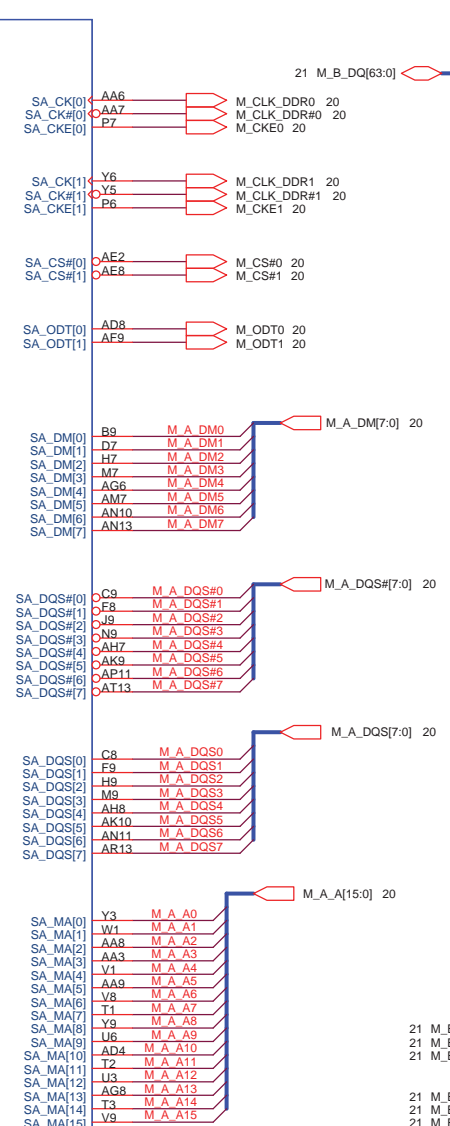 21 M_B_DQ[63:0]
SA_CK[0] AA6 M_CLK_DDR0 20
SA_CK#[0] AA7 M_CLK_DDR#0 20
SA_CKE[0] P7 M_CKE0 20
SA_CK[1] Y6 M_CLK_DDR1 20
SA_CK#[1] Y5 M_CLK_DDR#1 20
SA_CKE[1] P6 M_CKE1 20
SA_CS#[0] AE2 M_CS#0 20
SA_CS#[1] AE8 M_CS#1 20
SA_ODT[0] AD8 M_ODT0 20
SA_ODT[1] AF9 M_ODT1 20
M_A_DM[7:0] 20
SA_DM[0] B9 M_A_DM0
SA_DM[1] D7 M_A_DM1
SA_DM[2] H7 M_A_DM2
SA_DM[3] M7 M_A_DM3
SA_DM[4] AG6 M_A_DM4
SA_DM[5] AM7 M_A_DM5
SA_DM[6] AN10 M_A_DM6
SA_DM[7] AN13 M_A_DM7
M_A_DQS#[7:0] 20
SA_DQS#[0] C9 M_A_DQS#0
SA_DQS#[1] F8 M_A_DQS#1
SA_DQS#[2] J9 M_A_DQS#2
SA_DQS#[3] N9 M_A_DQS#3
SA_DQS#[4] AH7 M_A_DQS#4
SA_DQS#[5] AK9 M_A_DQS#5
SA_DQS#[6] AP11 M_A_DQS#6
SA_DQS#[7] AT13 M_A_DQS#7
M_A_DQS[7:0] 20
SA_DQS[0] C8 M_A_DQS0
SA_DQS[1] F9 M_A_DQS1
SA_DQS[2] H9 M_A_DQS2
SA_DQS[3] M9 M_A_DQS3
SA_DQS[4] AH8 M_A_DQS4
SA_DQS[5] AK10 M_A_DQS5
SA_DQS[6] AN11 M_A_DQS6
SA_DQS[7] AR13 M_A_DQS7
M_A_A[15:0] 20
SA_MA[0] Y3 M_A_A0
SA_MA[1] W1 M_A_A1
SA_MA[2] AA8 M_A_A2
SA_MA[3] AA3 M_A_A3
SA_MA[4] V1 M_A_A4
SA_MA[5] AA9 M_A_A5
SA_MA[6] V8 M_A_A6
SA_MA[7] T1 M_A_A7
SA_MA[8] Y9 M_A_A8
SA_MA[9] U6 M_A_A9
SA_MA[10] AD4 M_A_A10
SA_MA[11] T2 M_A_A11
SA_MA[12] U3 M_A_A12
SA_MA[13] AG8 M_A_A13
SA_MA[14] T3 M_A_A14
SA_MA[15] V9 M_A_A15
21
21
21
21
21
21